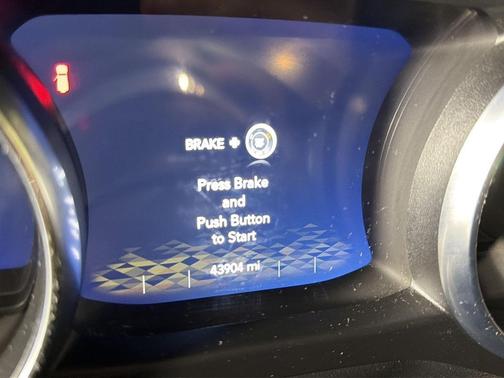 BRAKE +
Press Brake
and
Push Button
to Start
43904 mi